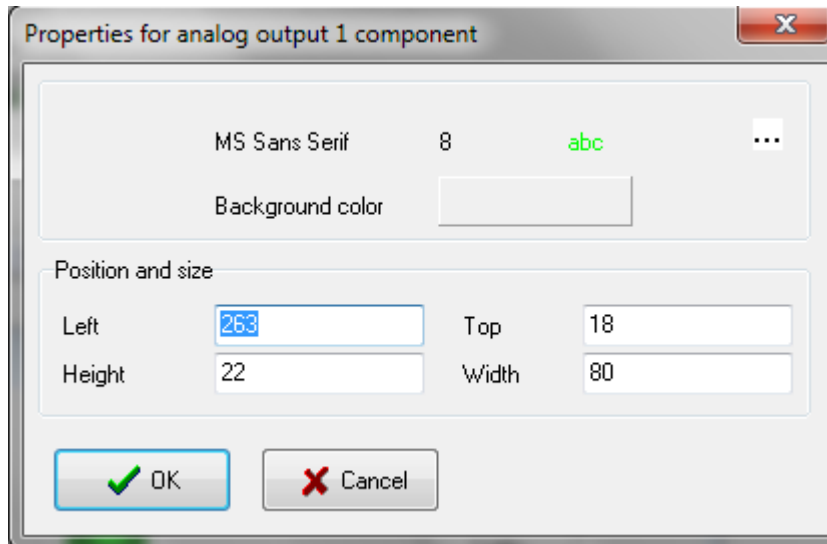 Properties for analog output 1 component
MS Sans Serif 8 abc ...
Background color
Position and size
Left 263 Top 18
Height 22 Width 80
OK Cancel